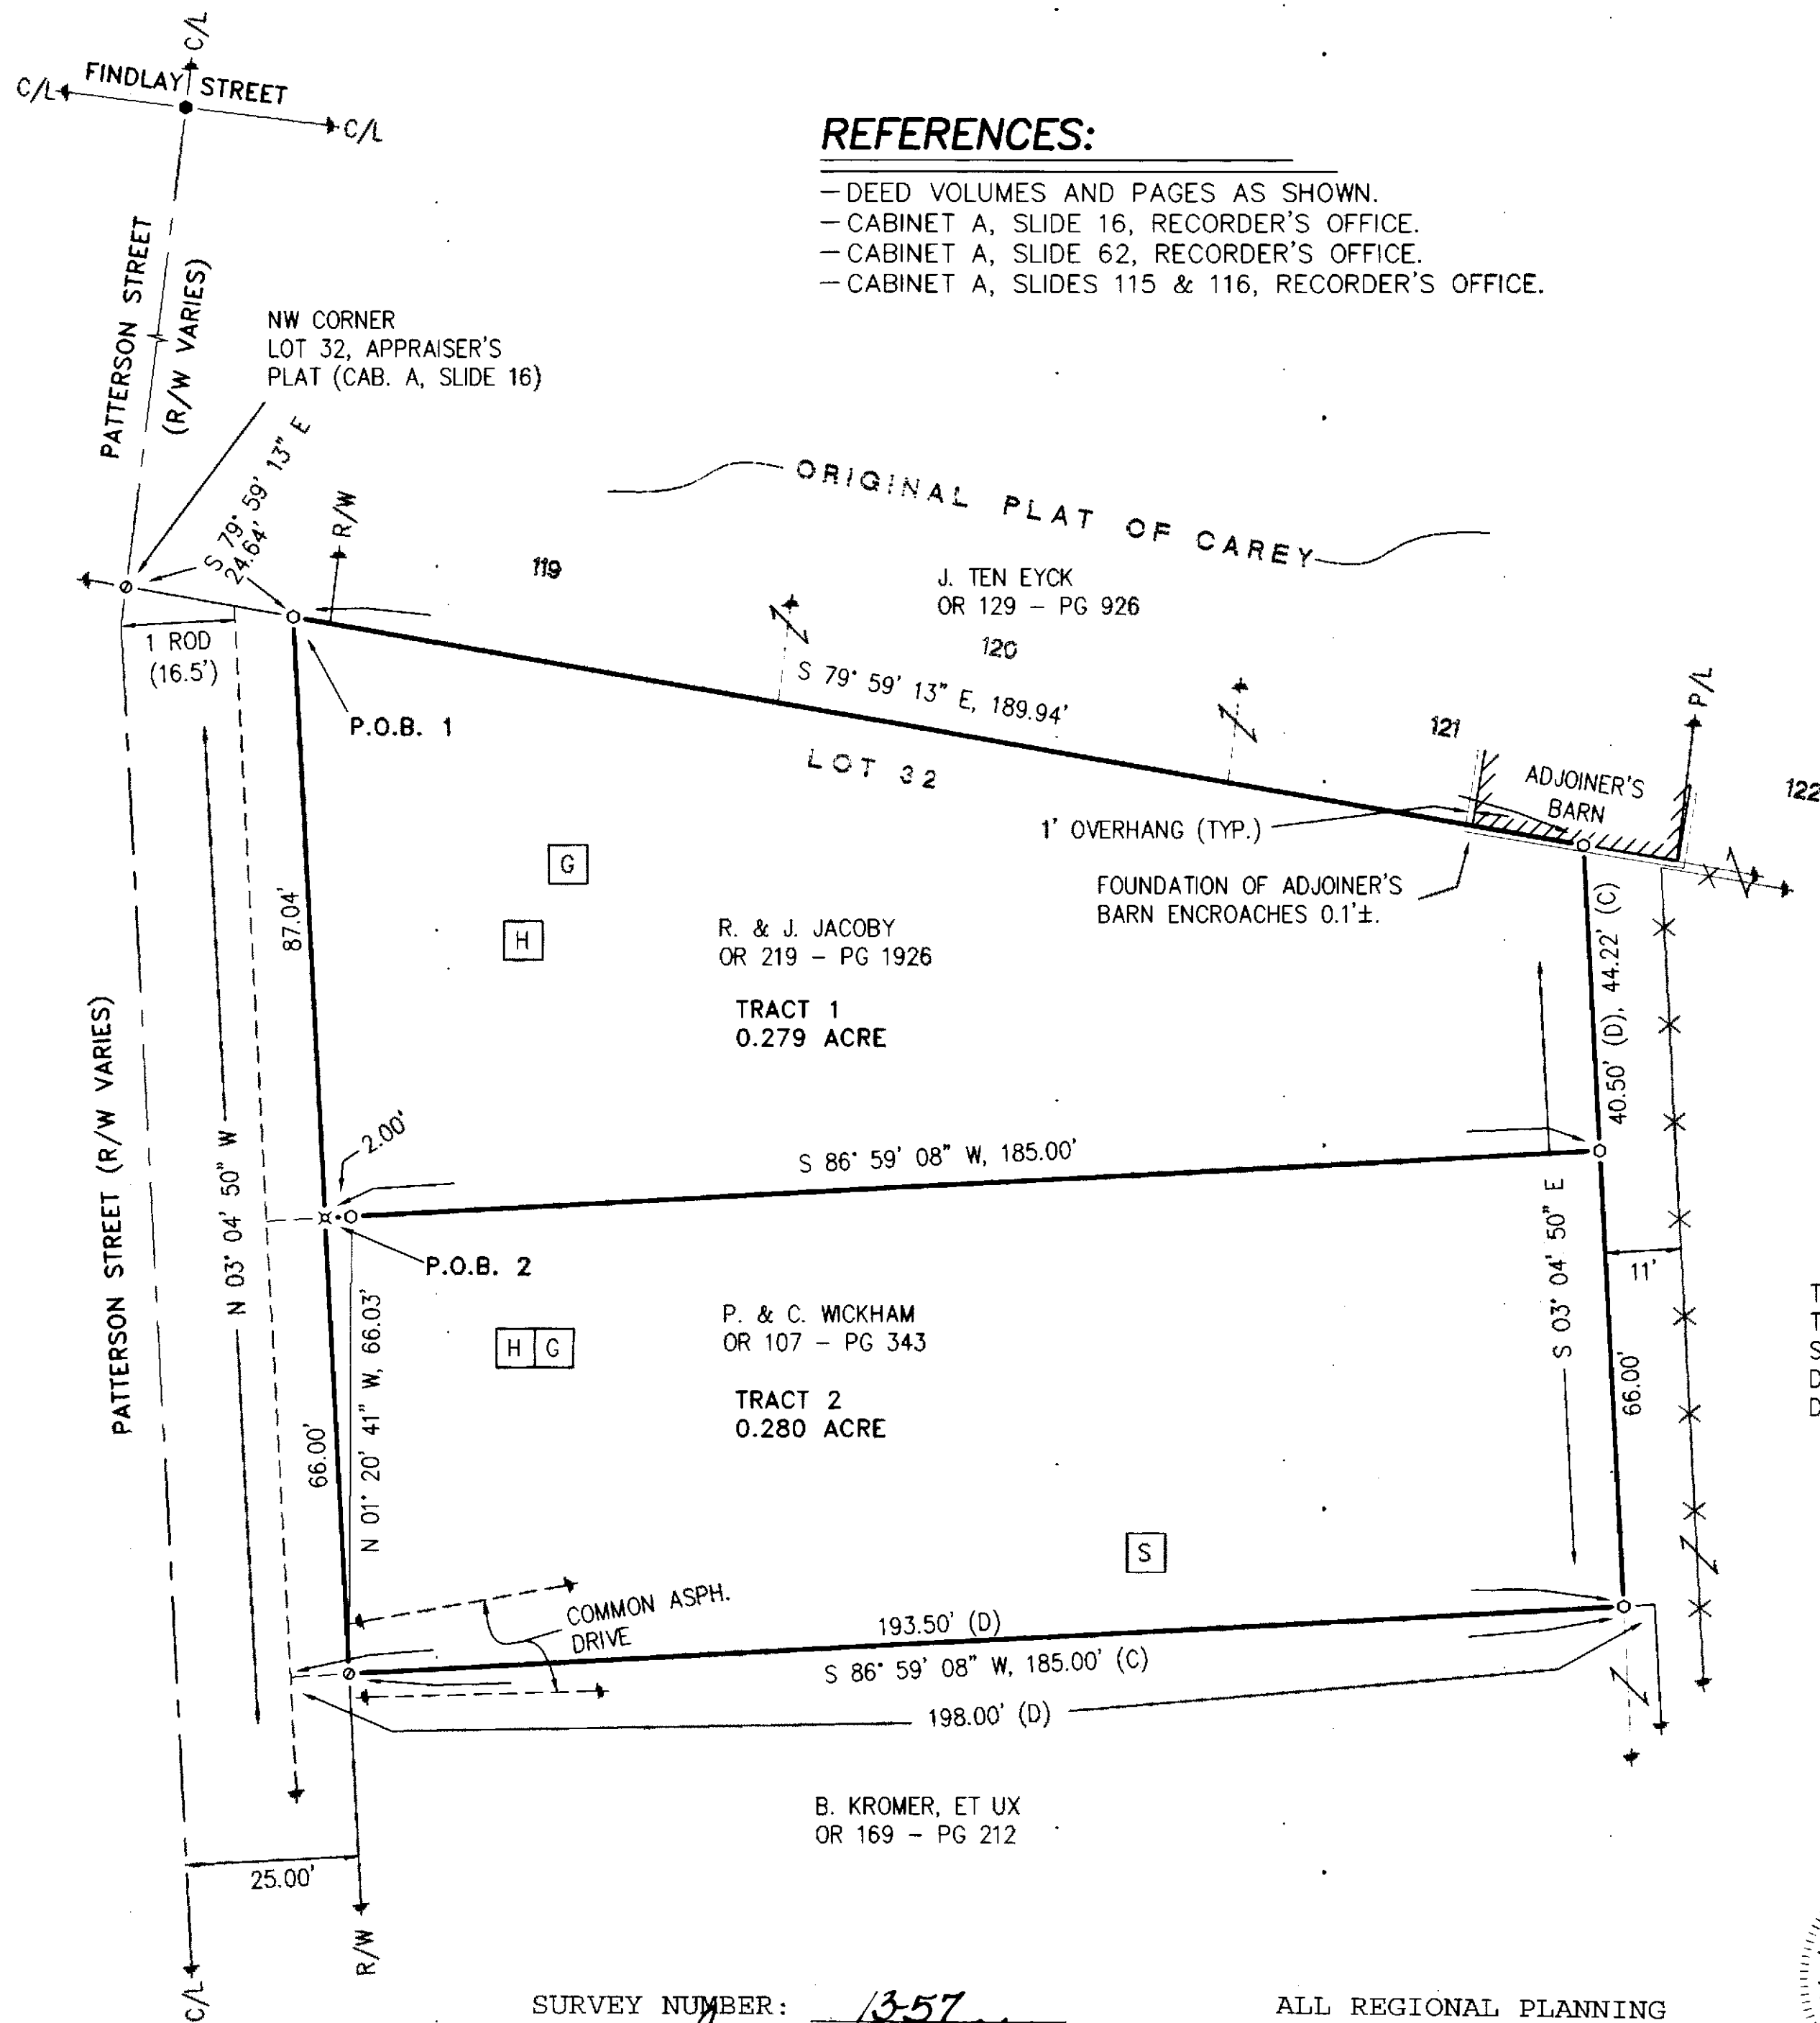 C/L
FINDLAY STREET
C/L
C/L
REFERENCES:
— DEED VOLUMES AND PAGES AS SHOWN.
— CABINET A, SLIDE 16, RECORDER'S OFFICE.
— CABINET A, SLIDE 62, RECORDER'S OFFICE.
— CABINET A, SLIDES 115 & 116, RECORDER'S OFFICE.
PATTERSON STREET
(R/W VARIES)
NW CORNER
LOT 32, APPRAISER'S
PLAT (CAB. A, SLIDE 16)
S 79° 59' 13" E
24.64'
R/W
ORIGINAL PLAT OF CAREY
119
J. TEN EYCK
OR 129 – PG 926
120
1 ROD
(16.5')
S 79° 59' 13" E, 189.94'
P.O.B. 1
LOT 32
121
P/L
ADJOINER'S
BARN
122
1' OVERHANG (TYP.)
FOUNDATION OF ADJOINER'S
BARN ENCROACHES 0.1'±.
G
H
87.04'
R. & J. JACOBY
OR 219 – PG 1926
TRACT 1
0.279 ACRE
40.50' (D), 44.22' (C)
PATTERSON STREET (R/W VARIES)
N 03° 04' 50" W
2.00'
S 86° 59' 08" W, 185.00'
P.O.B. 2
S 03° 04' 50" E
11'
T
T
S
D
D
66.00'
N 01° 20' 41" W, 66.03'
H G
P. & C. WICKHAM
OR 107 – PG 343
TRACT 2
0.280 ACRE
66.00'
S
COMMON ASPH.
DRIVE
193.50' (D)
S 86° 59' 08" W, 185.00' (C)
198.00' (D)
B. KROMER, ET UX
OR 169 – PG 212
25.00'
R/W
C/L
SURVEY NUMBER: 1357
ALL REGIONAL PLANNING